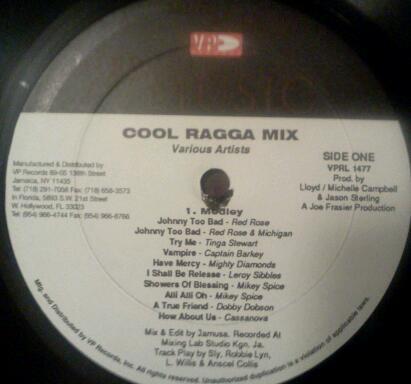 VP
COOL RAGGA MIX
Various Artists
Manufactured & Distributed by
VP Records 89-05 138th Street
Jamaica, NY 11435
Tel: (718) 291-7058 Fax: (718) 658-3573
In Florida, 5893 S.W. 21st Street
W. Hollywood, FL 33023
Tel: (954) 966-4744 Fax: (954) 966-8766
SIDE ONE
VPRL 1477
Prod. by
Lloyd / Michelle Campbell
& Jason Sterling
A Joe Frasier Production
1. Medley
Johnny Too Bad - Red Rose
Johnny Too Bad - Red Rose & Michigan
Try Me - Tinga Stewart
Vampire - Captain Barkey
Have Mercy - Mighty Diamonds
I Shall Be Release - Leroy Sibbles
Showers Of Blessing - Mikey Spice
Alli Alli Oh - Mikey Spice
A True Friend - Dobby Dobson
How About Us - Cassanova
Mix & Edit by Jamusa. Recorded At
Mixing Lab Studio Kgn, Ja.
Track Play by Sly, Robbie Lyn,
L. Willis & Anscel Collis
Mfg. and Distributed by VP Records, Inc. All rights reserved. Unauthorized duplication is a violation of applicable laws.